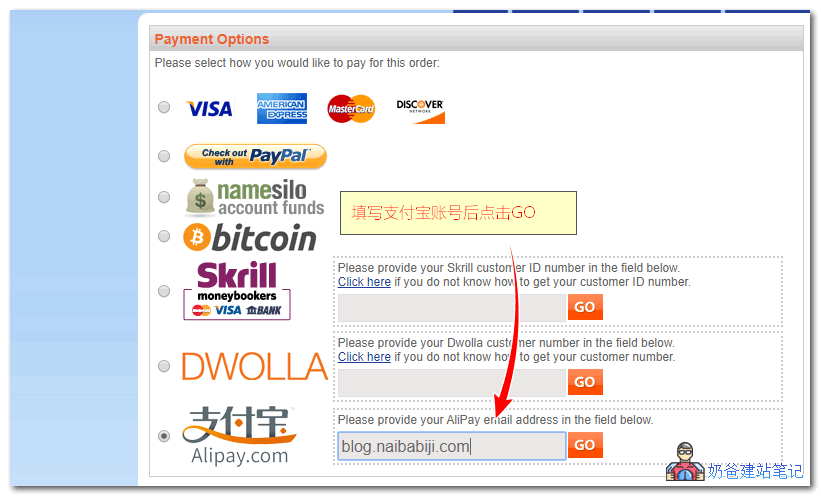 Payment Options
Please select how you would like to pay for this order:
VISA
AMERICAN EXPRESS
MasterCard
DISCOVER
NETWORK
Check out with PayPal
namesilo
account funds
填写支付宝账号后点击GO
bitcoin
Skrill
moneybookers
MasterCard VISA BANK
Please provide your Skrill customer ID number in the field below.
Click here if you do not know how to get your customer ID number.
GO
DWOLLA
Please provide your Dwolla customer number in the field below.
Click here if you do not know how to get your customer number.
GO
支付宝
Alipay.com
Please provide your AliPay email address in the field below.
blog.naibabiji.com
GO
奶爸建站笔记